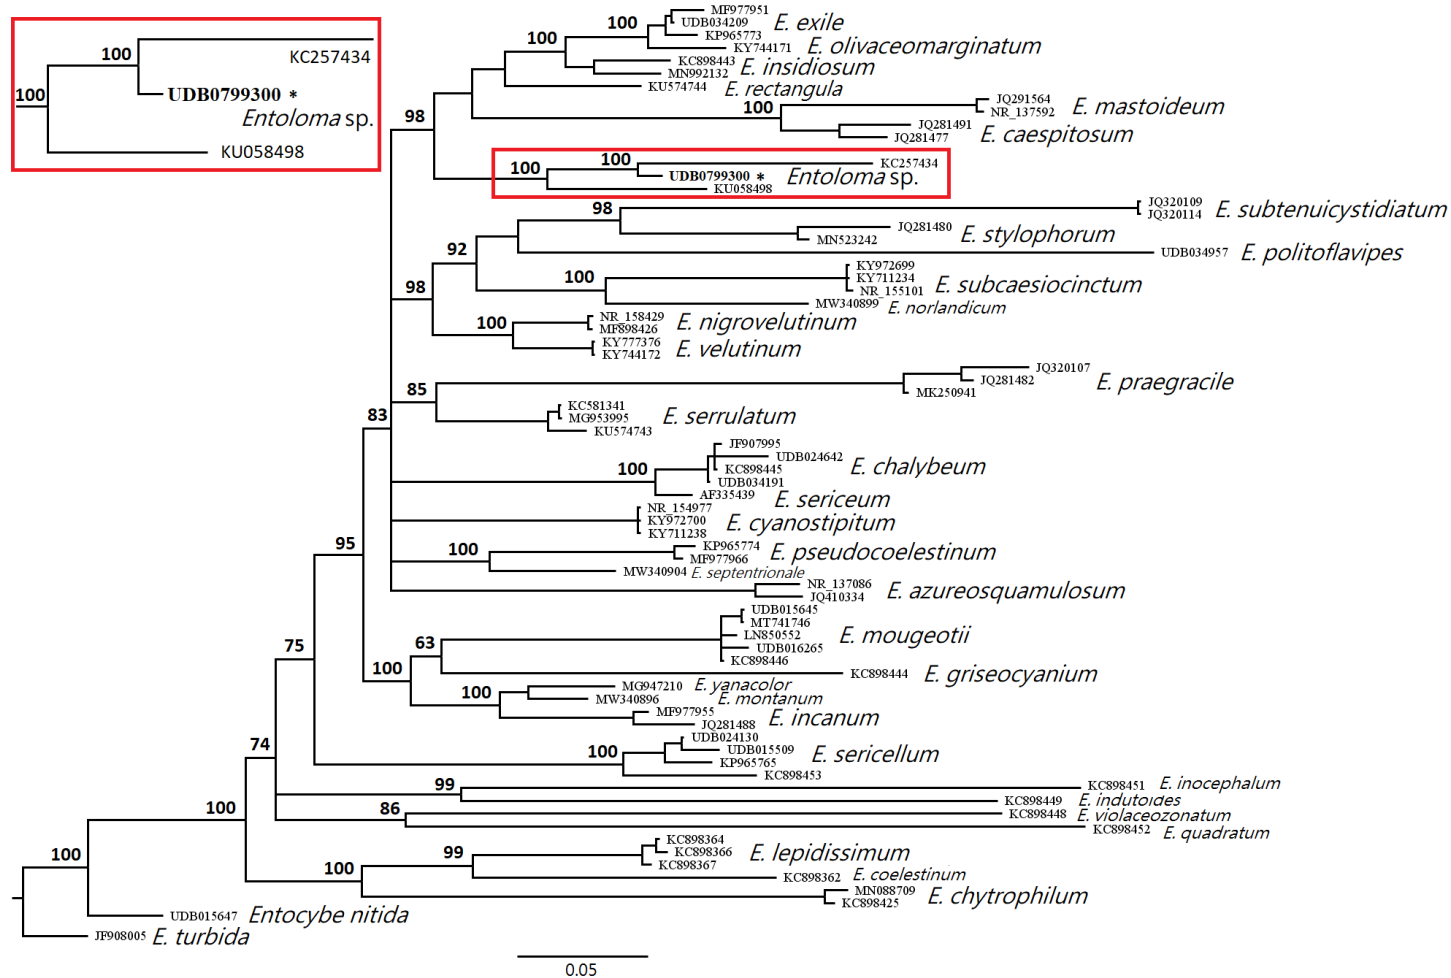 100
100
KC257434
UDB0799300 *
Entoloma sp.
KU058498
MF977951
UDB034209
E. exile
100
KP965773
KY744171
E. olivaceomarginatum
100
KC898443
MN992132
E. insidiosum
KU574744
E. rectangula
98
100
JQ291564
NR_137592
E. mastoideum
JQ281491
JQ281477
E. caespitosum
100
100
KC257434
UDB0799300 *
Entoloma sp.
KU058498
98
JQ320109
JQ320114
E. subtenuicystidiatum
JQ281480
MN523242
E. stylophorum
92
UDB034957
E. politoflavipes
98
100
KY972699
KY711234
NR_155101
E. subcaesiocinctum
MW340899
E. norlandicum
100
NR_158429
MF898426
E. nigrovelutinum
KY777376
KY744172
E. velutinum
85
JQ320107
JQ281482
MK250941
E. praegracile
83
KC581341
MG953995
KU574743
E. serrulatum
100
JF907995
UDB024642
KC898445
UDB034191
E. chalybeum
AF335439
E. sericeum
NR_154977
KY972700
KY711238
E. cyanostipitum
95
100
KP965774
MF977966
E. pseudocoelestinum
MW340904
E. septentrionale
NR_137086
JQ410334
E. azureosquamulosum
75
100
63
UDB015645
MT741746
LN850552
UDB016265
KC898446
E. mougeotii
KC898444
E. griseocyanium
100
MG947210
E. yanacolor
MW340896
E. montanum
MF977955
JQ281488
E. incanum
74
100
UDB024130
UDB015509
KP965765
KC898453
E. sericellum
99
KC898451
E. inocephalum
KC898449
E. indutoides
86
KC898448
E. violaceozonatum
KC898452
E. quadratum
100
100
99
KC898364
KC898366
KC898367
E. lepidissimum
KC898362
E. coelestinum
MN088709
KC898425
E. chytrophilum
100
UDB015647
Entocybe nitida
JF908005
E. turbida
0.05